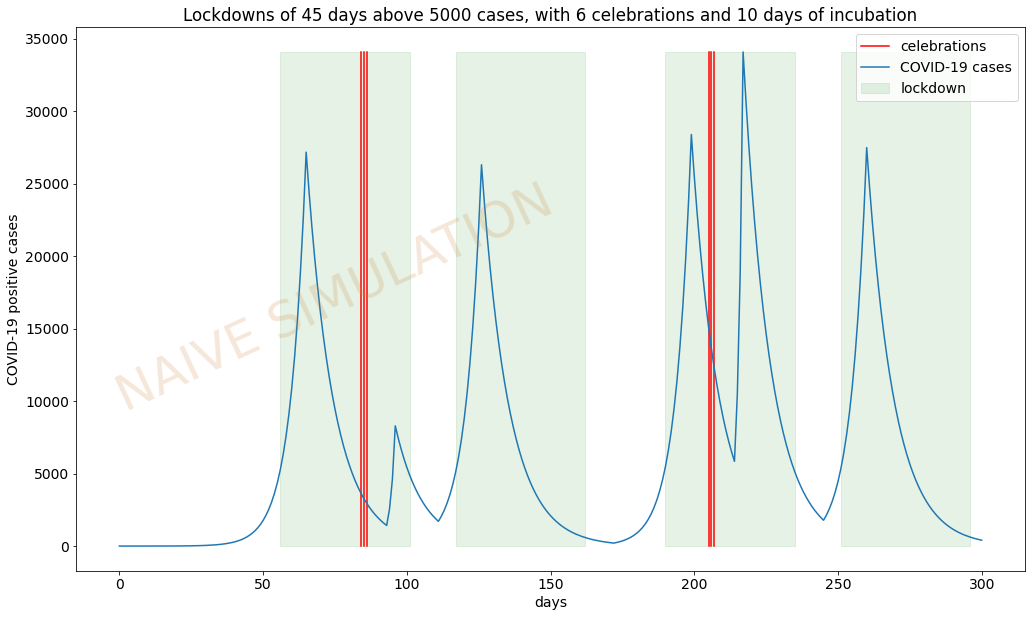 Lockdowns of 45 days above 5000 cases, with 6 celebrations and 10 days of incubation
celebrations
COVID-19 cases
lockdown
35000
30000
25000
20000
15000
10000
5000
0
COVID-19 positive cases
NAIVE SIMULATION
0 50 100 150 200 250 300
days